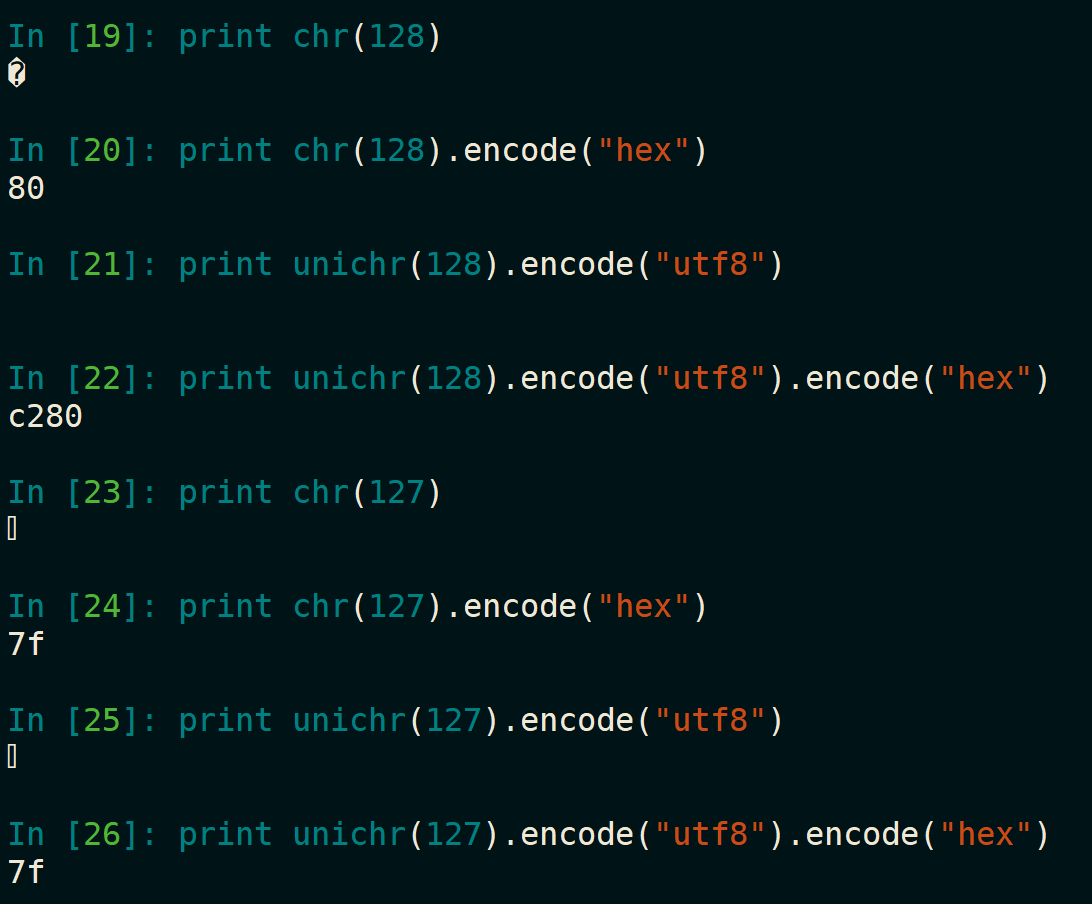 In [19]: print chr(128)
�
In [20]: print chr(128).encode("hex")
80
In [21]: print unichr(128).encode("utf8")
In [22]: print unichr(128).encode("utf8").encode("hex")
c280
In [23]: print chr(127)
▯
In [24]: print chr(127).encode("hex")
7f
In [25]: print unichr(127).encode("utf8")
▯
In [26]: print unichr(127).encode("utf8").encode("hex")
7f